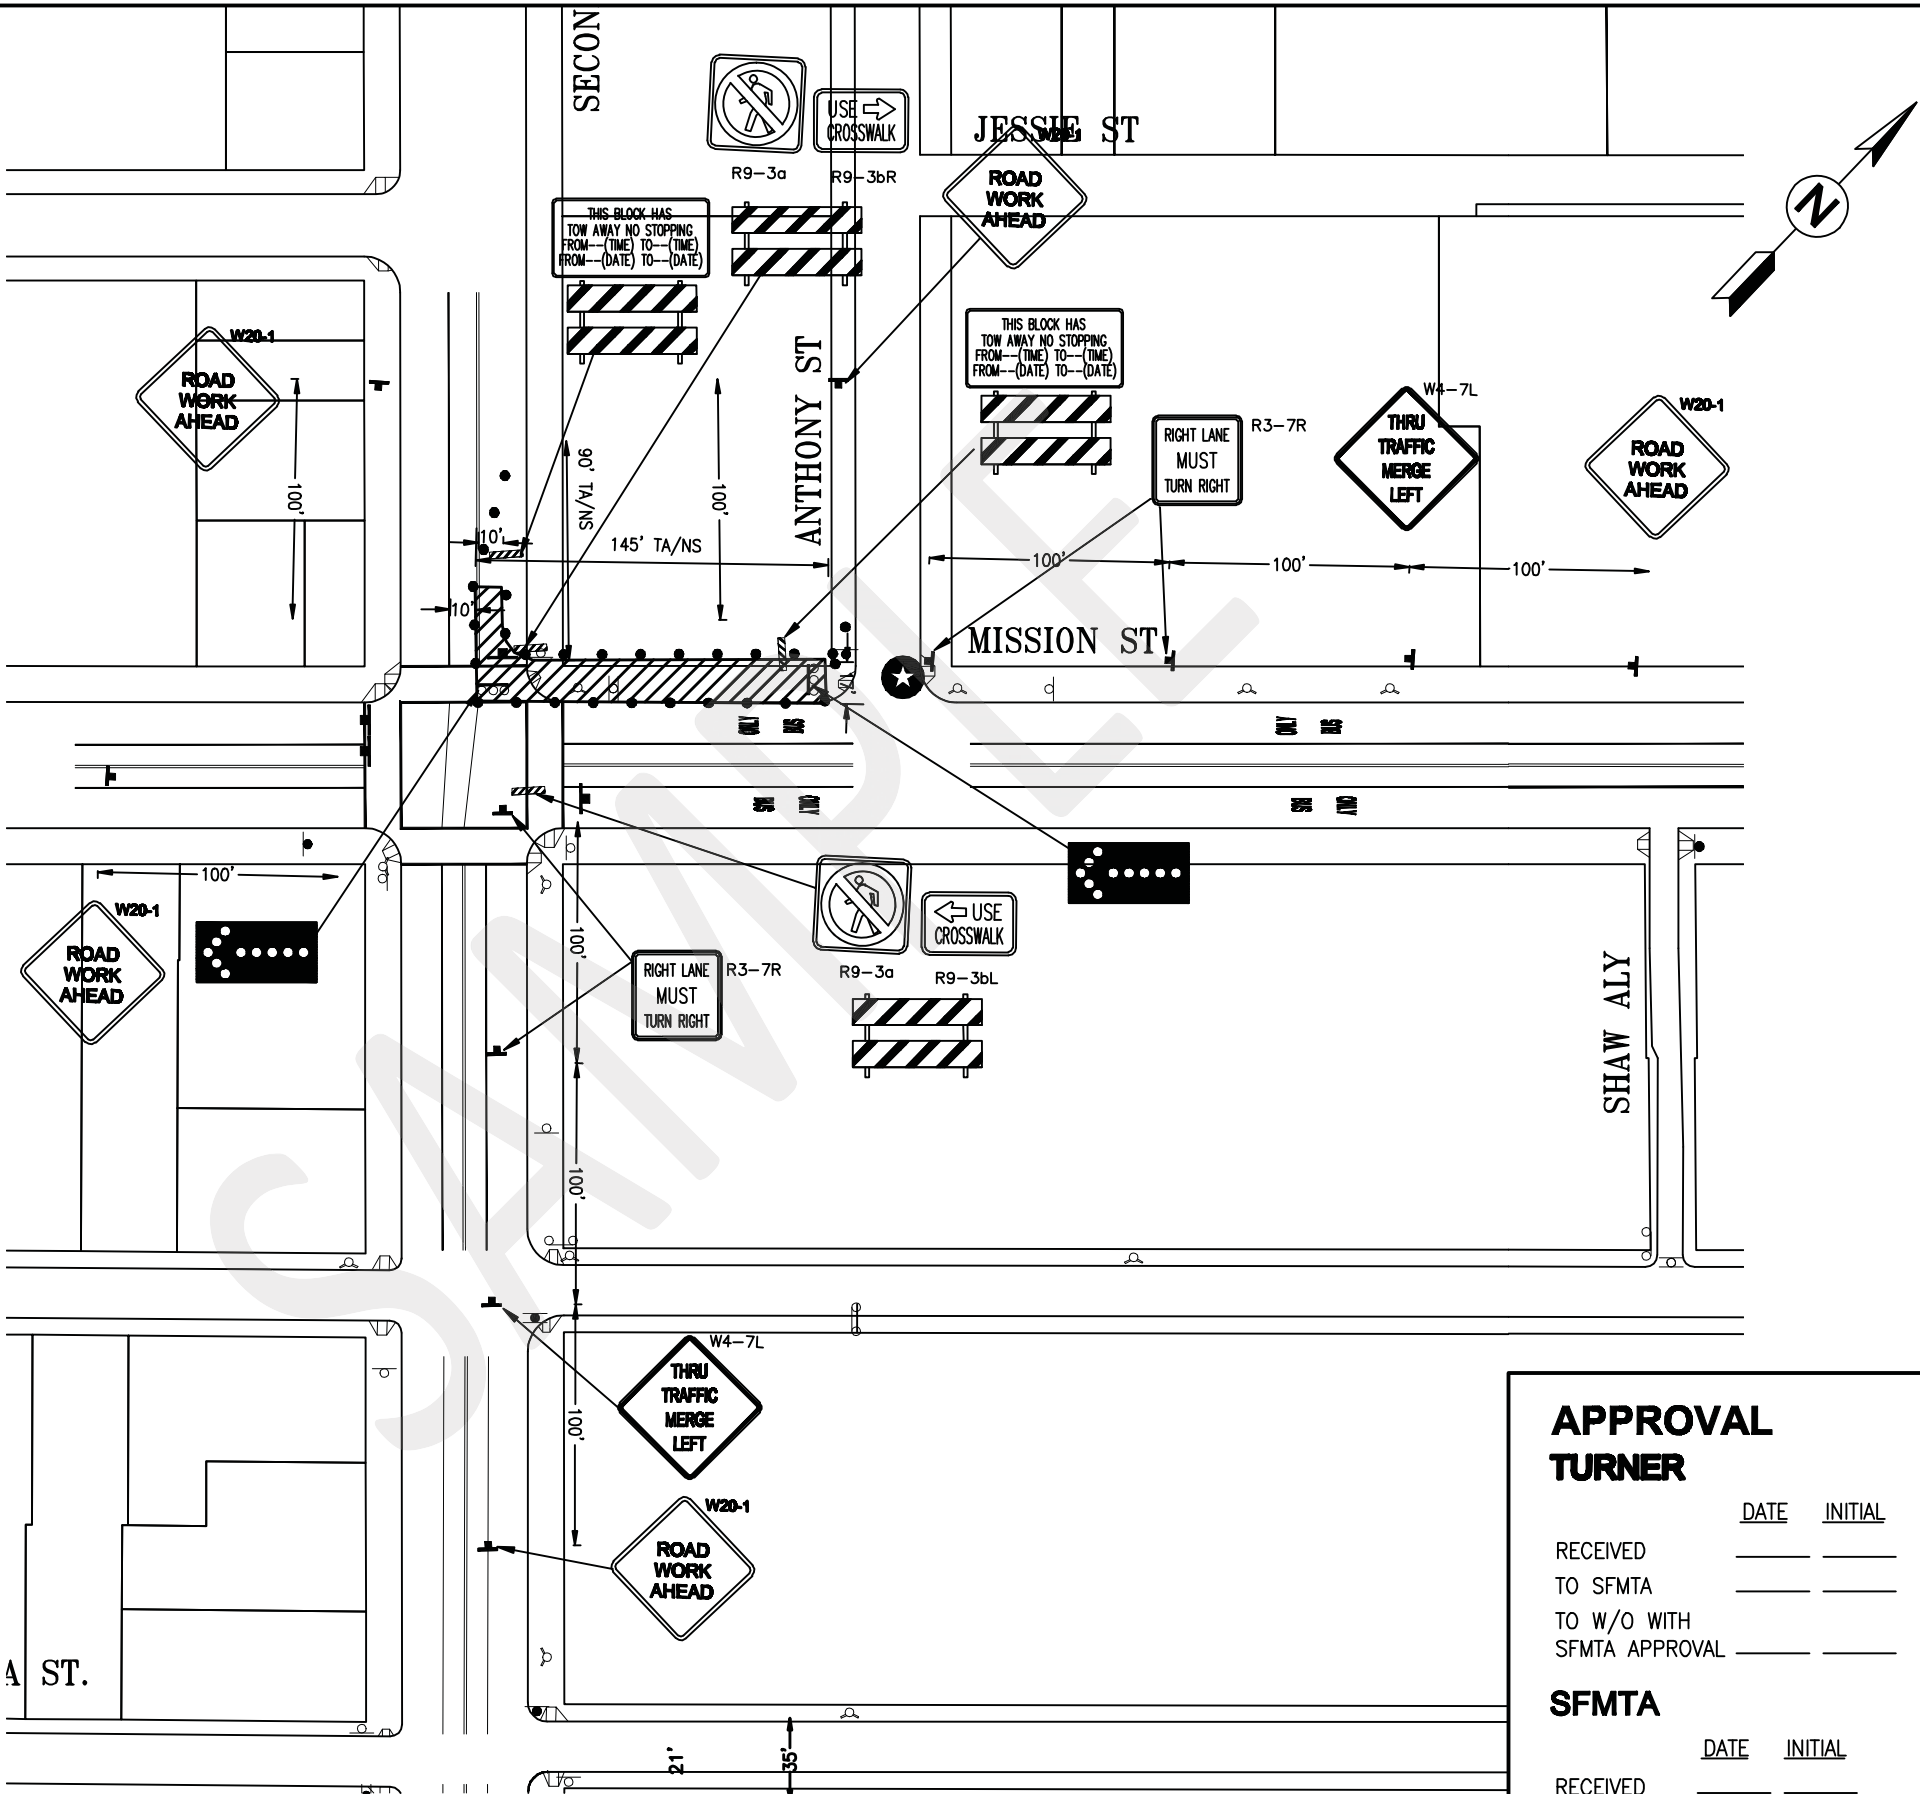 SECON
USE
CROSSWALK
R9-3a
R9-3bR
JESSIE ST
W20-1
ROAD
WORK
AHEAD
N
THIS BLOCK HAS
TOW AWAY NO STOPPING
FROM--(TIME) TO--(TIME)
FROM--(DATE) TO--(DATE)
W20-1
ROAD
WORK
AHEAD
100'
90' TA/NS
100'
ANTHONY ST
THIS BLOCK HAS
TOW AWAY NO STOPPING
FROM--(TIME) TO--(TIME)
FROM--(DATE) TO--(DATE)
RIGHT LANE
MUST
TURN RIGHT
R3-7R
W4-7L
THRU
TRAFFIC
MERGE
LEFT
W20-1
ROAD
WORK
AHEAD
10'
145' TA/NS
100'
100'
100'
10'
MISSION ST
ONLY
BUS
ONLY
BUS
BUS
ONLY
BUS
ONLY
100'
W20-1
ROAD
WORK
AHEAD
100'
RIGHT LANE
MUST
TURN RIGHT
R3-7R
USE
CROSSWALK
R9-3a
R9-3bL
SHAW ALY
100'
SAMPLE
W4-7L
THRU
TRAFFIC
MERGE
LEFT
100'
W20-1
ROAD
WORK
AHEAD
A ST.
21'
35'
APPROVAL
TURNER
DATE INITIAL
RECEIVED
TO SFMTA
TO W/O WITH
SFMTA APPROVAL
SFMTA
DATE INITIAL
RECEIVED